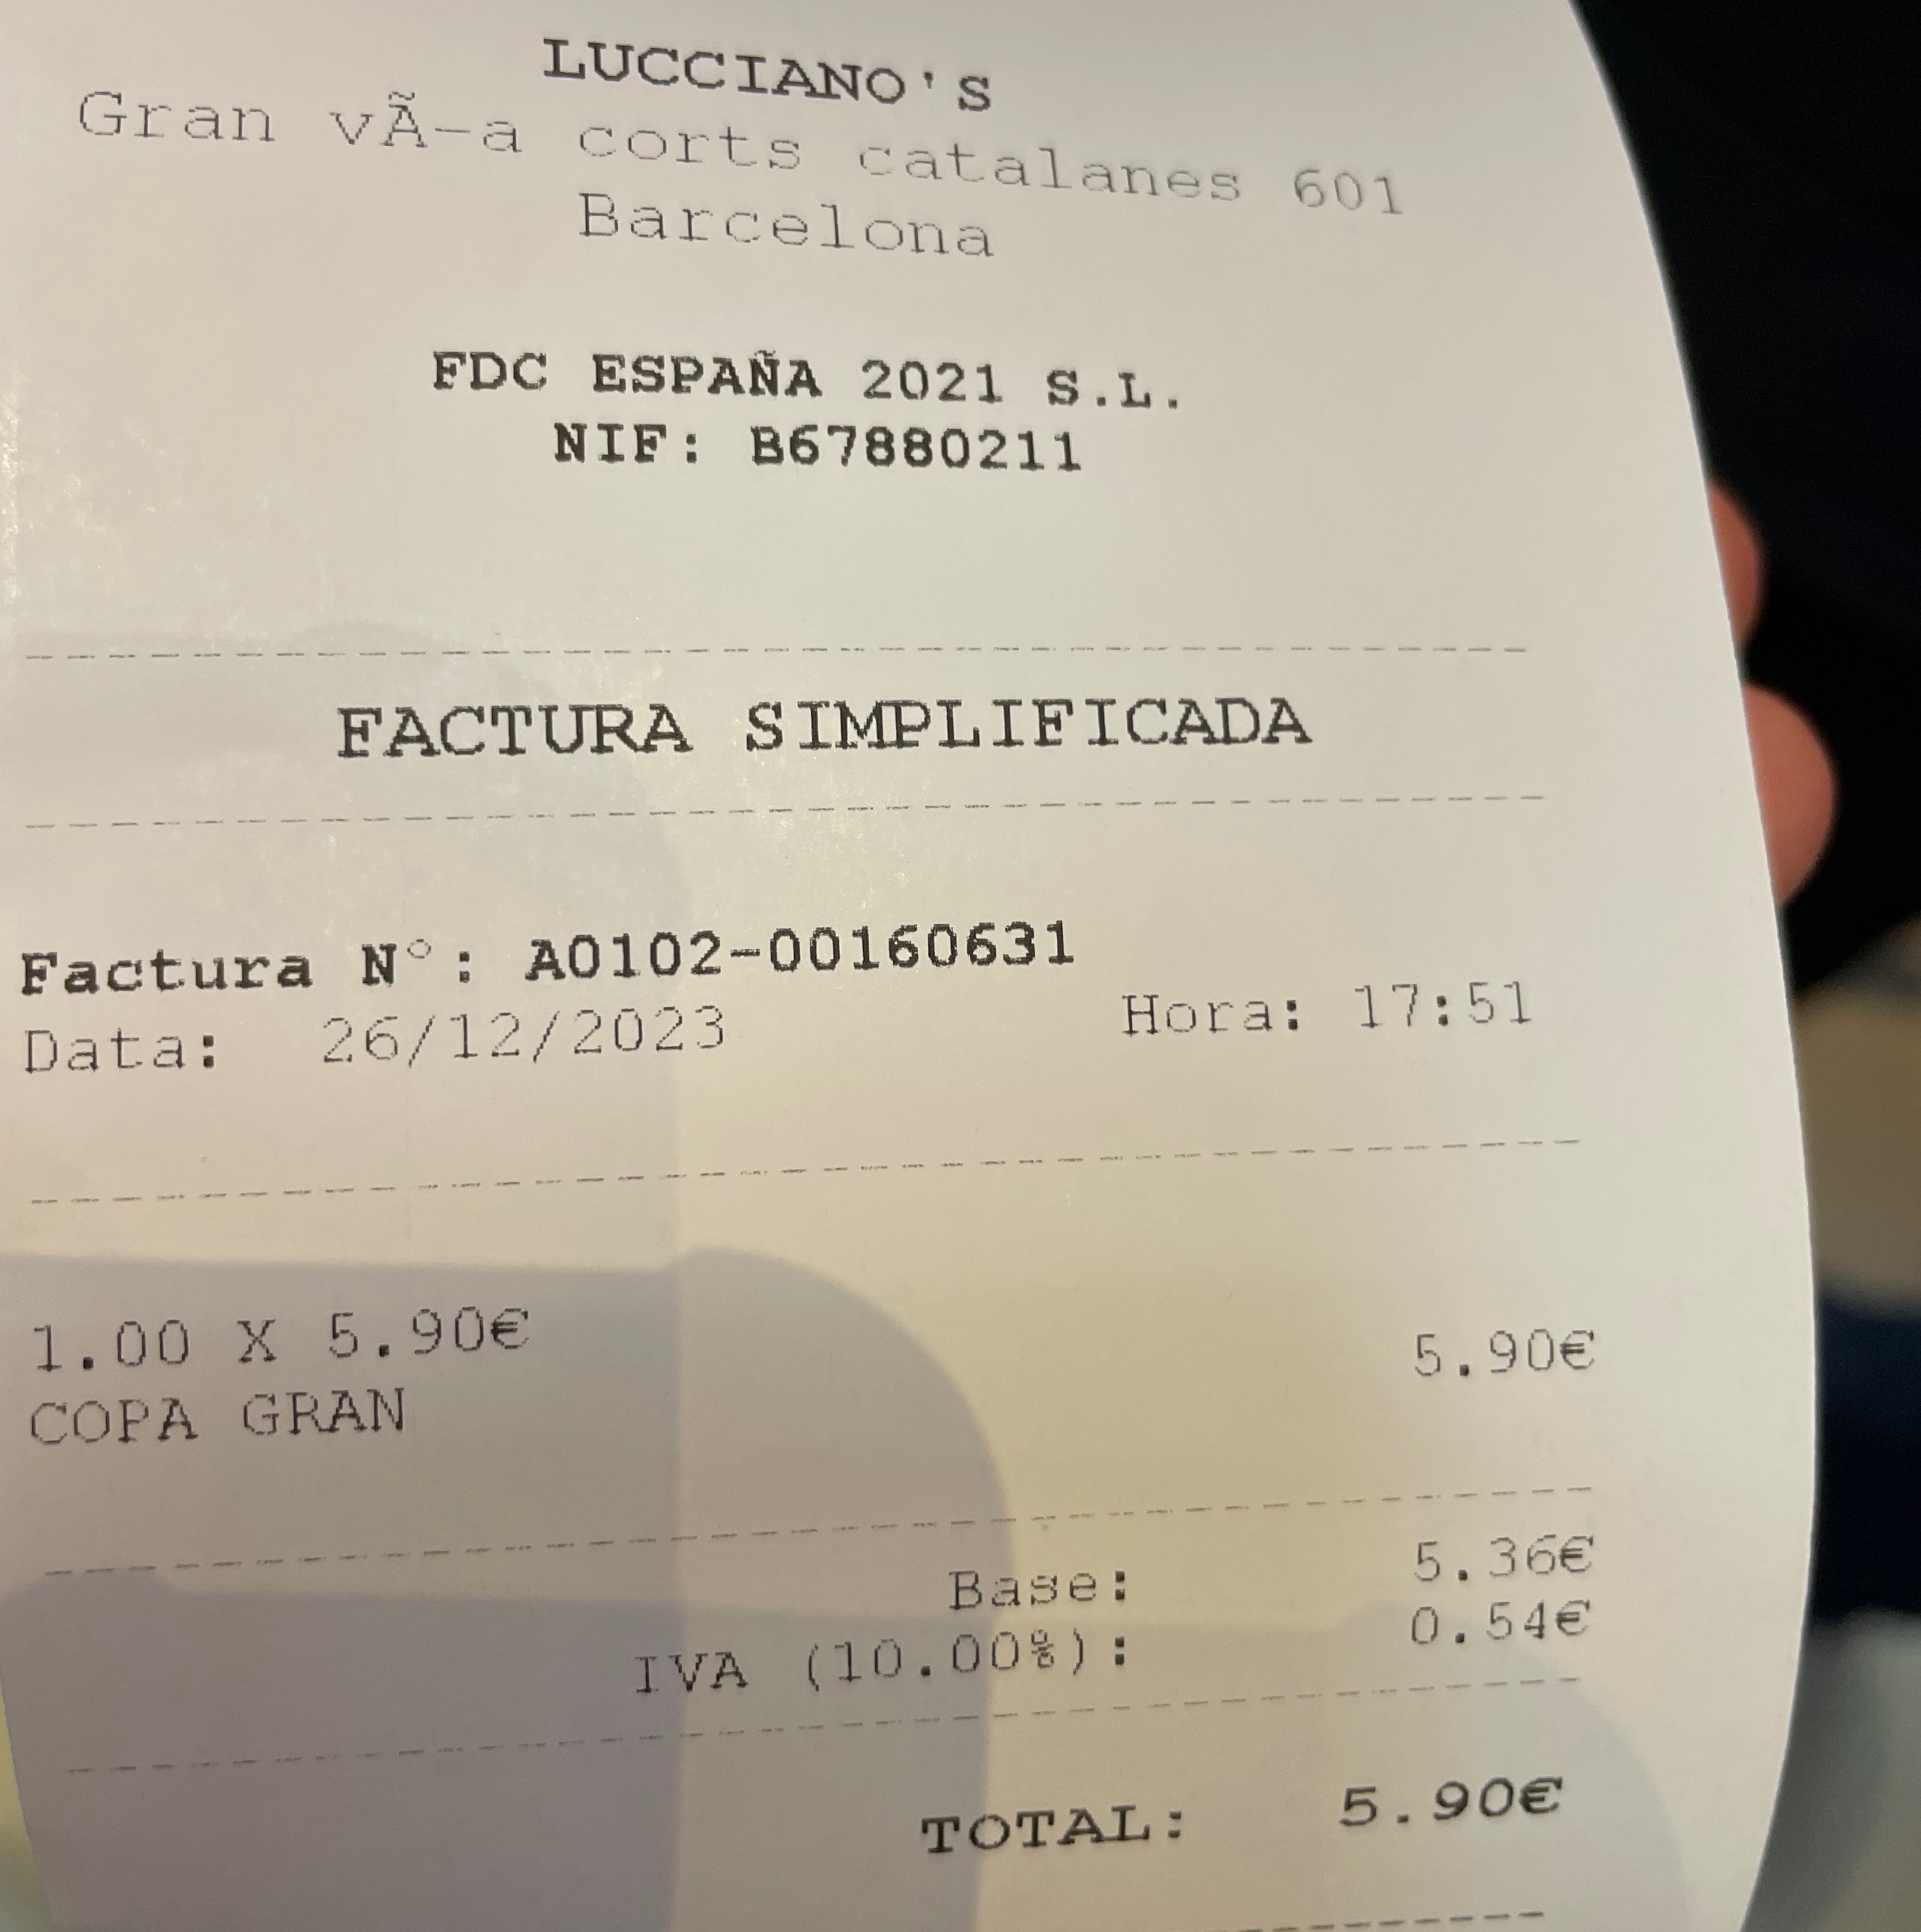 LUCCIANO'S
Gran vÃ-a corts catalanes 601
Barcelona
FDC ESPAÑA 2021 S.L.
NIF: B67880211
FACTURA SIMPLIFICADA
Factura N°: A0102-00160631
Data: 26/12/2023 Hora: 17:51
1.00 X 5.90€ 5.90€
COPA GRAN
Base: 5.36€
IVA (10.00%): 0.54€
TOTAL: 5.90€